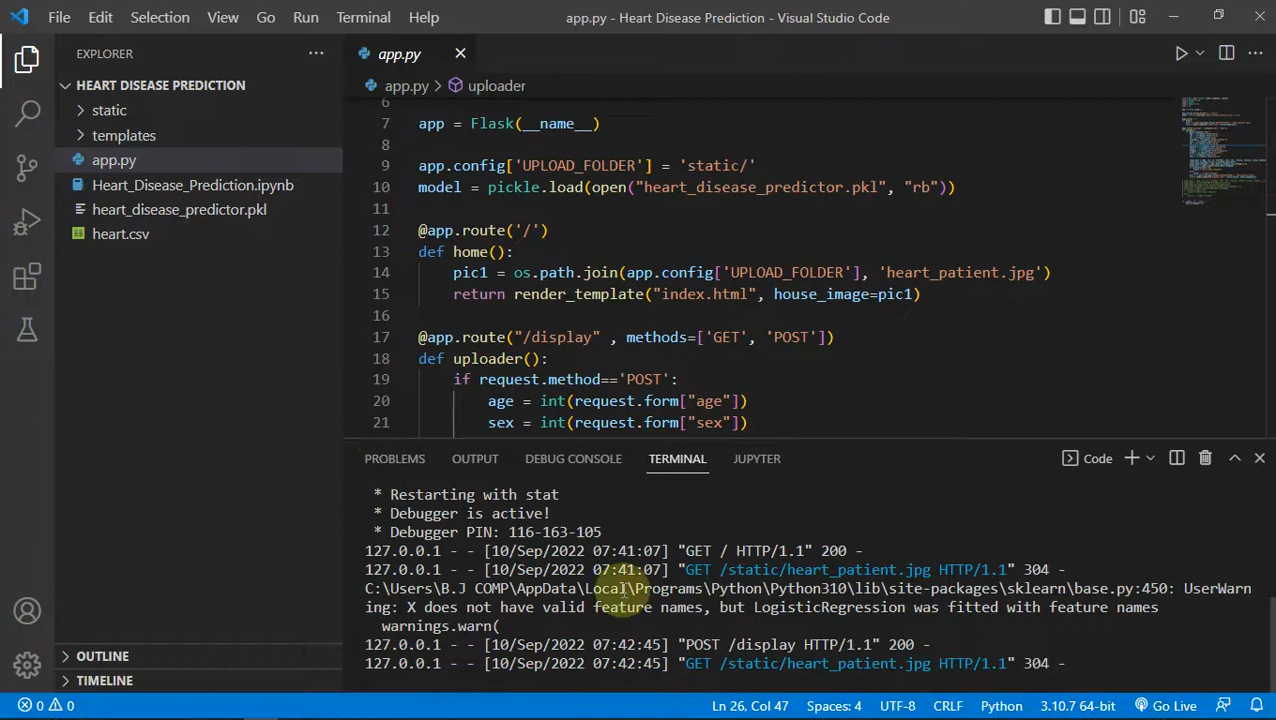 File Edit Selection View Go Run Terminal Help app.py - Heart Disease Prediction - Visual Studio Code
EXPLORER
HEART DISEASE PREDICTION
static
templates
app.py
Heart_Disease_Prediction.ipynb
heart_disease_predictor.pkl
heart.csv
OUTLINE
TIMELINE
app.py
app.py > uploader
6
7 app = Flask(__name__)
8
9 app.config['UPLOAD_FOLDER'] = 'static/'
10 model = pickle.load(open("heart_disease_predictor.pkl", "rb"))
11
12 @app.route('/')
13 def home():
14 pic1 = os.path.join(app.config['UPLOAD_FOLDER'], 'heart_patient.jpg')
15 return render_template("index.html", house_image=pic1)
16
17 @app.route("/display" , methods=['GET', 'POST'])
18 def uploader():
19 if request.method=='POST':
20 age = int(request.form["age"])
21 sex = int(request.form["sex"])
PROBLEMS OUTPUT DEBUG CONSOLE TERMINAL JUPYTER Code
* Restarting with stat
* Debugger is active!
* Debugger PIN: 116-163-105
127.0.0.1 - - [10/Sep/2022 07:41:07] "GET / HTTP/1.1" 200 -
127.0.0.1 - - [10/Sep/2022 07:41:07] "GET /static/heart_patient.jpg HTTP/1.1" 304 -
C:\Users\B.J COMP\AppData\Local\Programs\Python\Python310\lib\site-packages\sklearn\base.py:450: UserWarn
ing: X does not have valid feature names, but LogisticRegression was fitted with feature names
warnings.warn(
127.0.0.1 - - [10/Sep/2022 07:42:45] "POST /display HTTP/1.1" 200 -
127.0.0.1 - - [10/Sep/2022 07:42:45] "GET /static/heart_patient.jpg HTTP/1.1" 304 -
0 0 Ln 26, Col 47 Spaces: 4 UTF-8 CRLF Python 3.10.7 64-bit Go Live